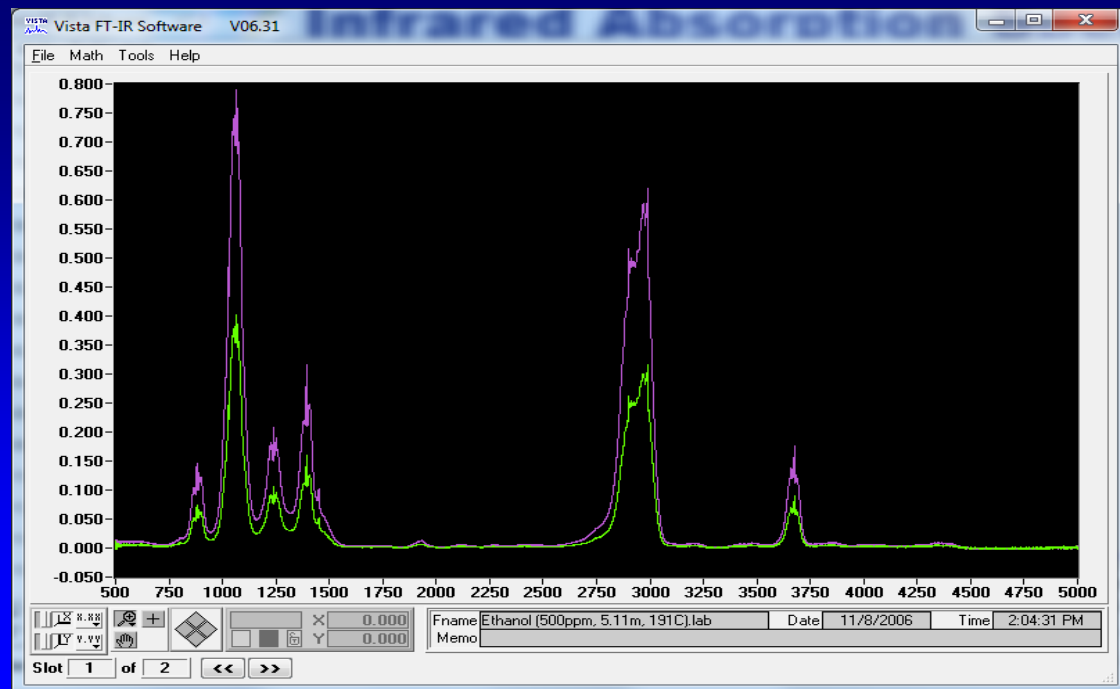 Infrared Absorption
Vista FT-IR Software V06.31
File Math Tools Help
0.800
0.750
0.700
0.650
0.600
0.550
0.500
0.450
0.400
0.350
0.300
0.250
0.200
0.150
0.100
0.050
0.000
-0.050
500 750 1000 1250 1500 1750 2000 2250 2500 2750 3000 3250 3500 3750 4000 4250 4500 4750 5000
X 0.000
Y 0.000
Fname Ethanol (500ppm, 5.11m, 191C).lab Date 11/8/2006 Time 2:04:31 PM
Memo
Slot 1 of 2 << >>